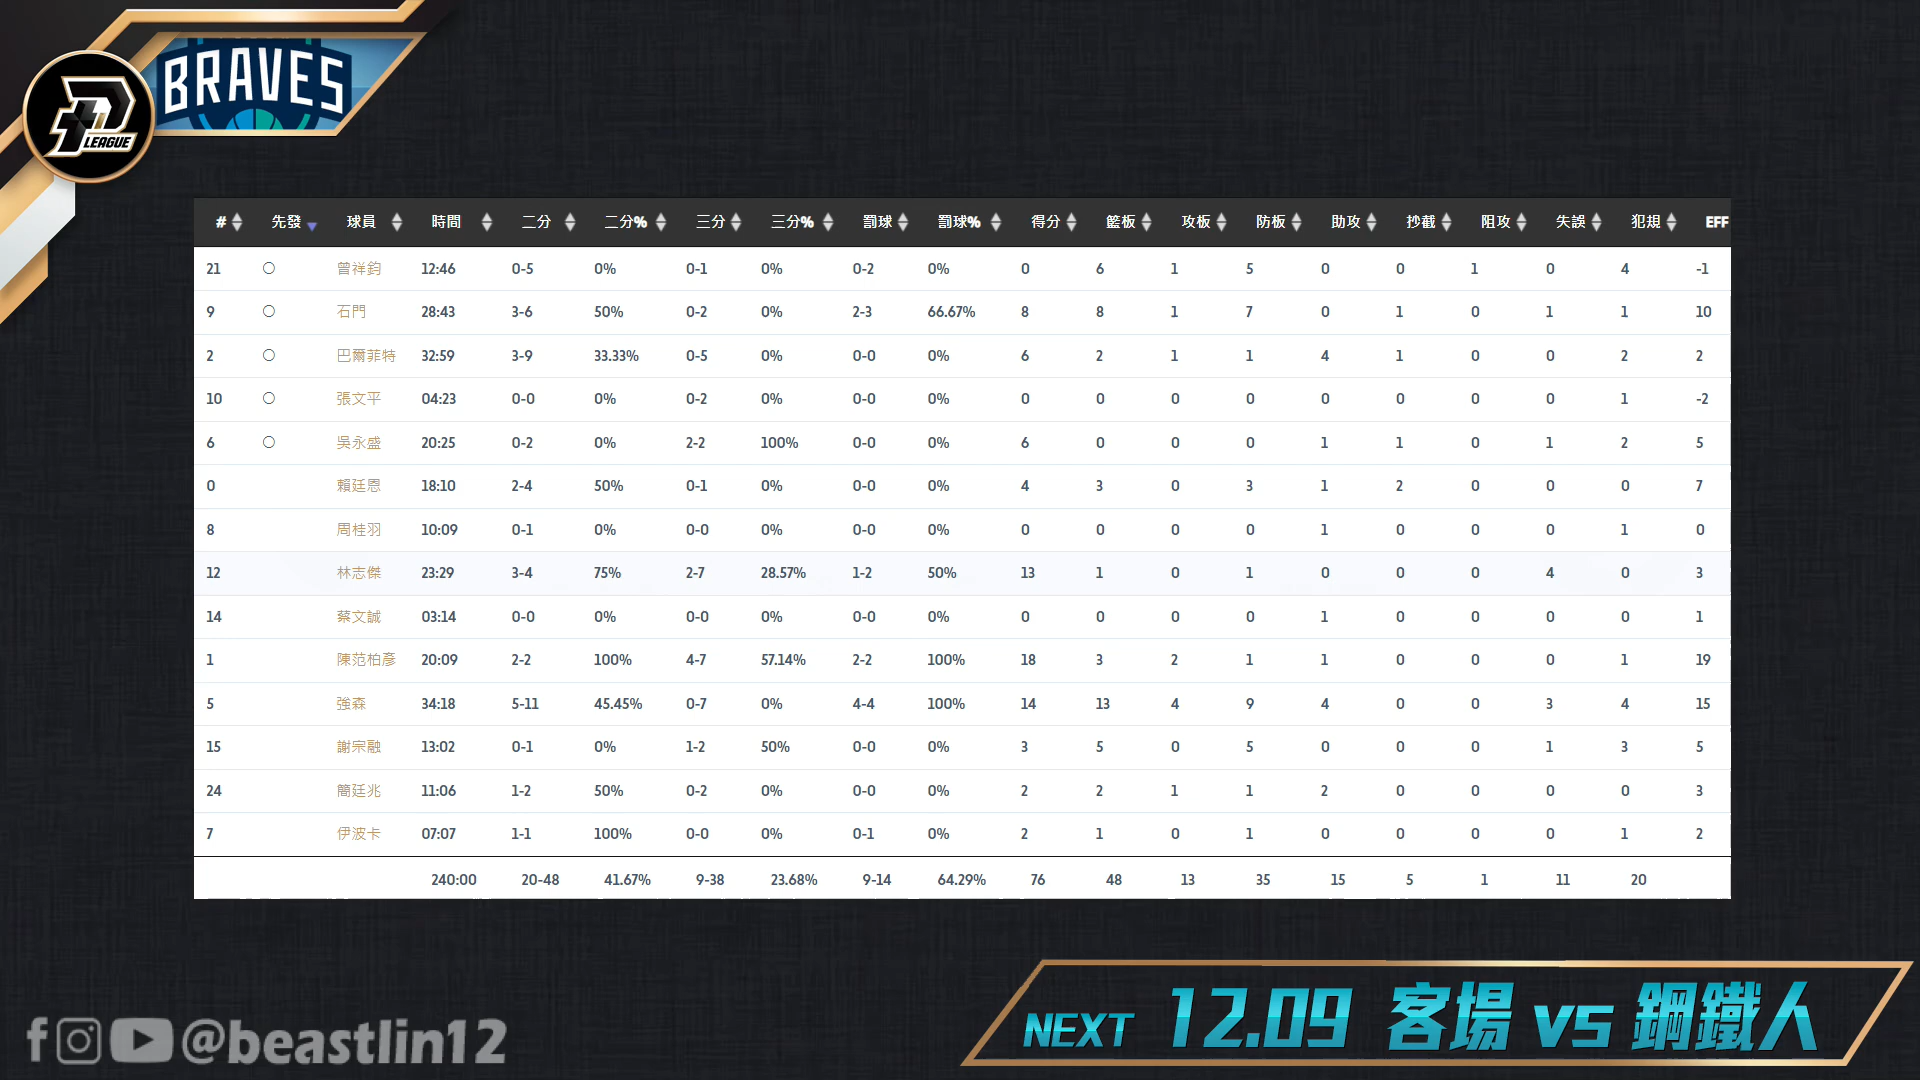 BRAVES
P LEAGUE
# 先發 球員 時間 二分 二分% 三分 三分% 罰球 罰球% 得分 籃板 攻板 防板 助攻 抄截 阻攻 失誤 犯規 EFF
21 ○ 曾祥鈞 12:46 0-5 0% 0-1 0% 0-2 0% 0 6 1 5 0 0 1 0 4 -1
9 ○ 石門 28:43 3-6 50% 0-2 0% 2-3 66.67% 8 8 1 7 0 1 0 1 1 10
2 ○ 巴爾菲特 32:59 3-9 33.33% 0-5 0% 0-0 0% 6 2 1 1 4 1 0 0 2 2
10 ○ 張文平 04:23 0-0 0% 0-2 0% 0-0 0% 0 0 0 0 0 0 0 0 1 -2
6 ○ 吳永盛 20:25 0-2 0% 2-2 100% 0-0 0% 6 0 0 0 1 1 0 1 2 5
0 賴廷恩 18:10 2-4 50% 0-1 0% 0-0 0% 4 3 0 3 1 2 0 0 0 7
8 周桂羽 10:09 0-1 0% 0-0 0% 0-0 0% 0 0 0 0 1 0 0 0 1 0
12 林志傑 23:29 3-4 75% 2-7 28.57% 1-2 50% 13 1 0 1 0 0 0 4 0 3
14 蔡文誠 03:14 0-0 0% 0-0 0% 0-0 0% 0 0 0 0 1 0 0 0 0 1
1 陳范柏彥 20:09 2-2 100% 4-7 57.14% 2-2 100% 18 3 2 1 1 0 0 0 1 19
5 強森 34:18 5-11 45.45% 0-7 0% 4-4 100% 14 13 4 9 4 0 0 3 4 15
15 謝宗融 13:02 0-1 0% 1-2 50% 0-0 0% 3 5 0 5 0 0 0 1 3 5
24 簡廷兆 11:06 1-2 50% 0-2 0% 0-0 0% 2 2 1 1 2 0 0 0 0 3
7 伊波卡 07:07 1-1 100% 0-0 0% 0-1 0% 2 1 0 1 0 0 0 0 1 2
240:00 20-48 41.67% 9-38 23.68% 9-14 64.29% 76 48 13 35 15 5 1 11 20
NEXT 12.09 客場 vs 鋼鐵人
@beastlin12